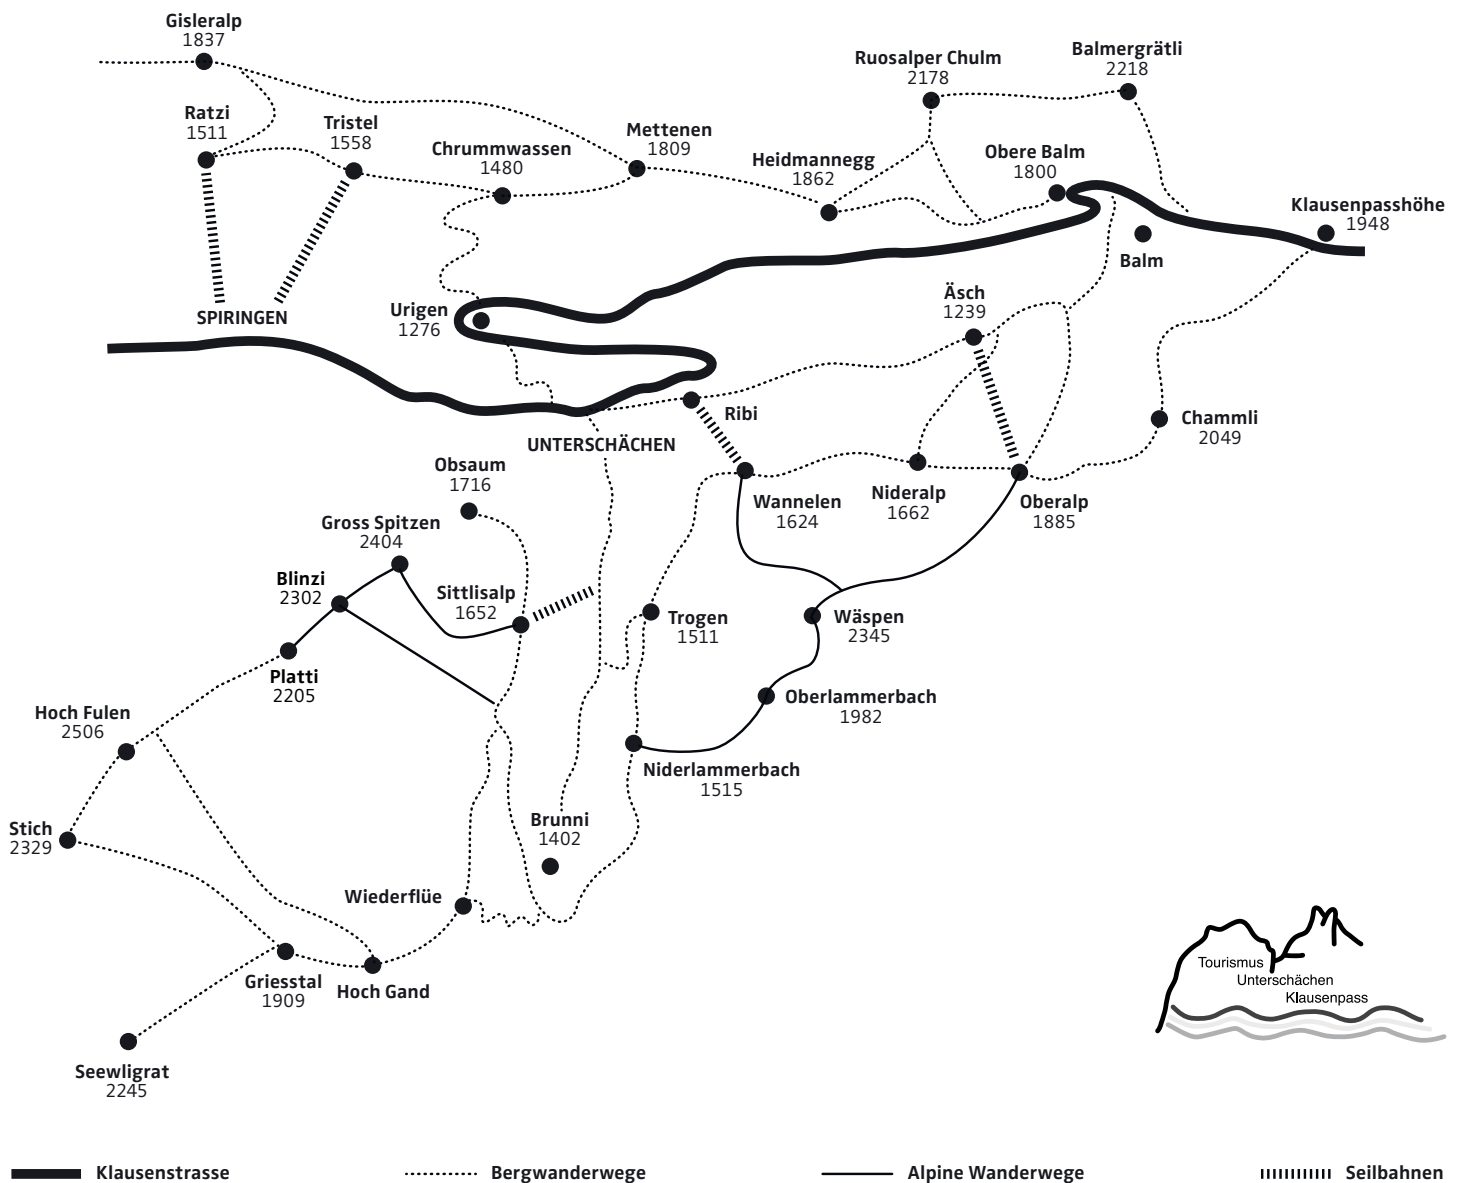 Gisleralp
1837
Ruosalper Chulm
2178
Balmergrätli
2218
Ratzi
1511
Tristel
1558
Chrummwassen
1480
Mettenen
1809
Heidmannegg
1862
Obere Balm
1800
Klausenpasshöhe
1948
Balm
SPIRINGEN
Urigen
1276
Äsch
1239
Ribi
Chammli
2049
UNTERSCHÄCHEN
Obsaum
1716
Wannelen
1624
Nideralp
1662
Oberalp
1885
Gross Spitzen
2404
Blinzi
2302
Sittlisalp
1652
Trogen
1511
Wäspen
2345
Platti
2205
Oberlammerbach
1982
Hoch Fulen
2506
Niderlammerbach
1515
Stich
2329
Brunni
1402
Wiederflüe
Griesstal
1909
Hoch Gand
Seewligrat
2245
Tourismus
Unterschächen
Klausenpass
Klausenstrasse
Bergwanderwege
Alpine Wanderwege
Seilbahnen